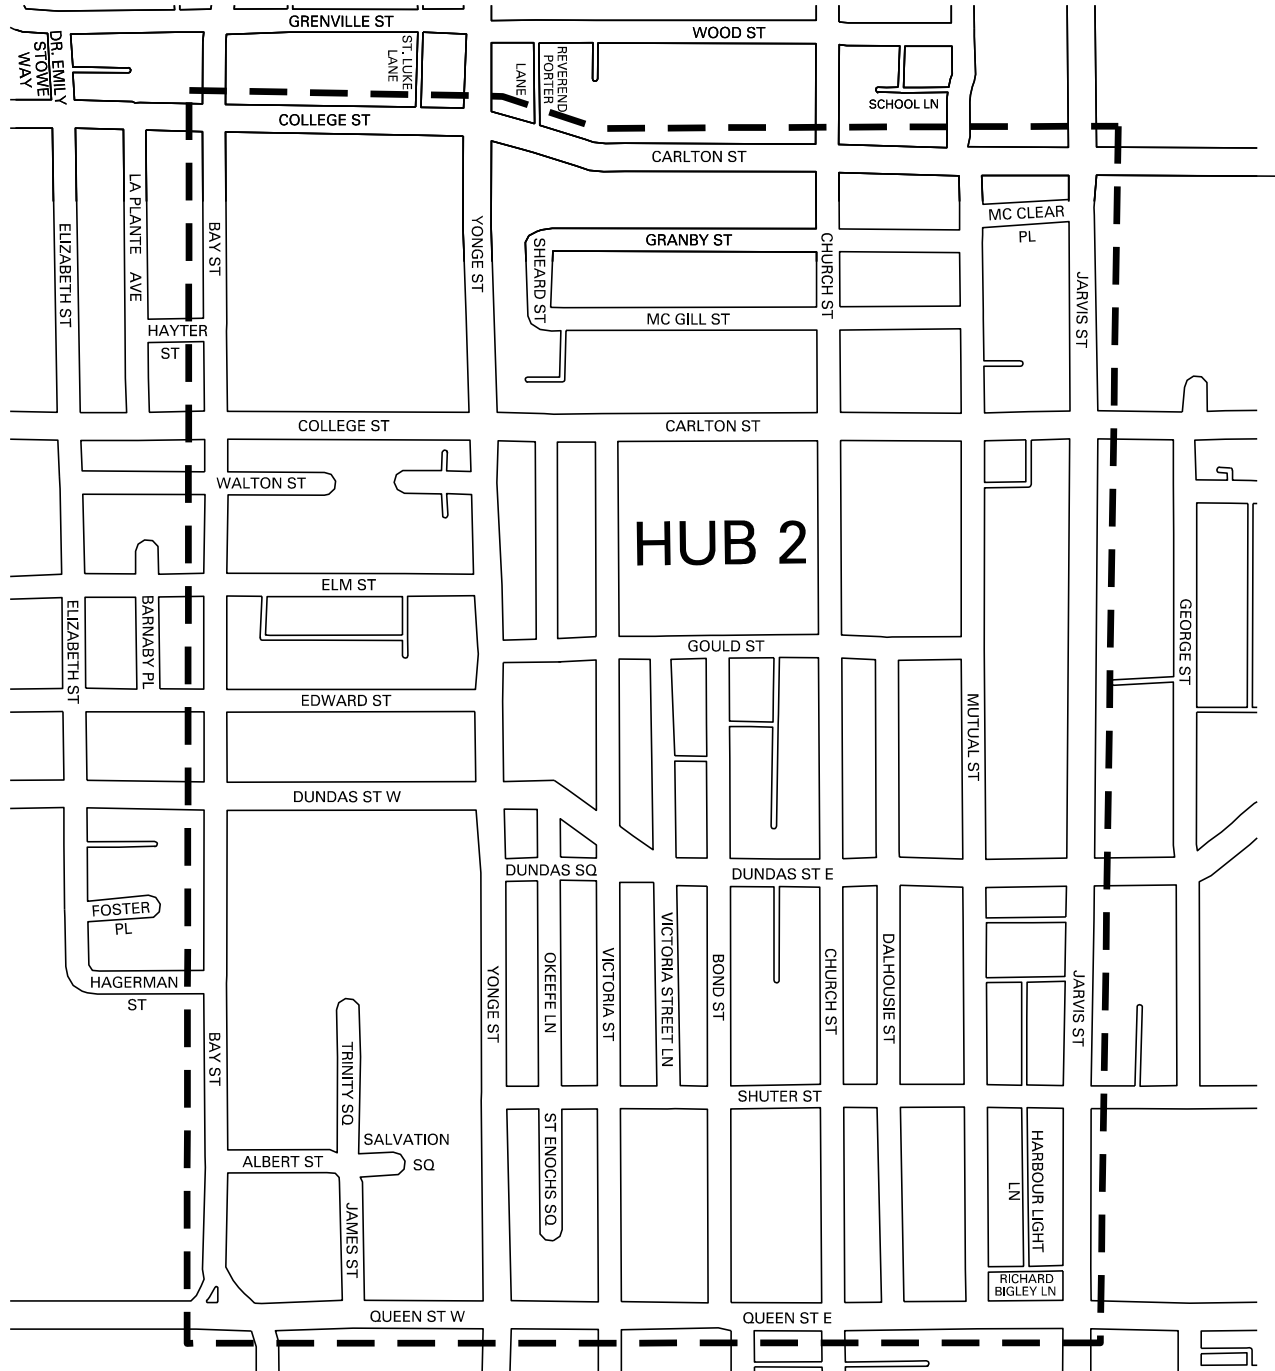 GRENVILLE ST
WOOD ST
DR. EMILY
STOWE
WAY
ST. LUKE
LANE
REVEREND
PORTER
LANE
SCHOOL LN
COLLEGE ST
CARLTON ST
LA PLANTE AVE
ELIZABETH ST
BAY ST
YONGE ST
SHEARD ST
GRANBY ST
CHURCH ST
MC CLEAR
PL
JARVIS ST
HAYTER
ST
MC GILL ST
COLLEGE ST
CARLTON ST
WALTON ST
HUB 2
ELM ST
ELIZABETH ST
BARNABY PL
GEORGE ST
GOULD ST
EDWARD ST
MUTUAL ST
DUNDAS ST W
DUNDAS SQ
DUNDAS ST E
FOSTER
PL
HAGERMAN
ST
BAY ST
YONGE ST
OKEEFE LN
VICTORIA ST
VICTORIA STREET LN
BOND ST
CHURCH ST
DALHOUSIE ST
JARVIS ST
TRINITY SQ
SHUTER ST
SALVATION
SQ
ALBERT ST
ST ENOCHS SQ
HARBOUR LIGHT
LN
JAMES ST
RICHARD
BIGLEY LN
QUEEN ST W
QUEEN ST E